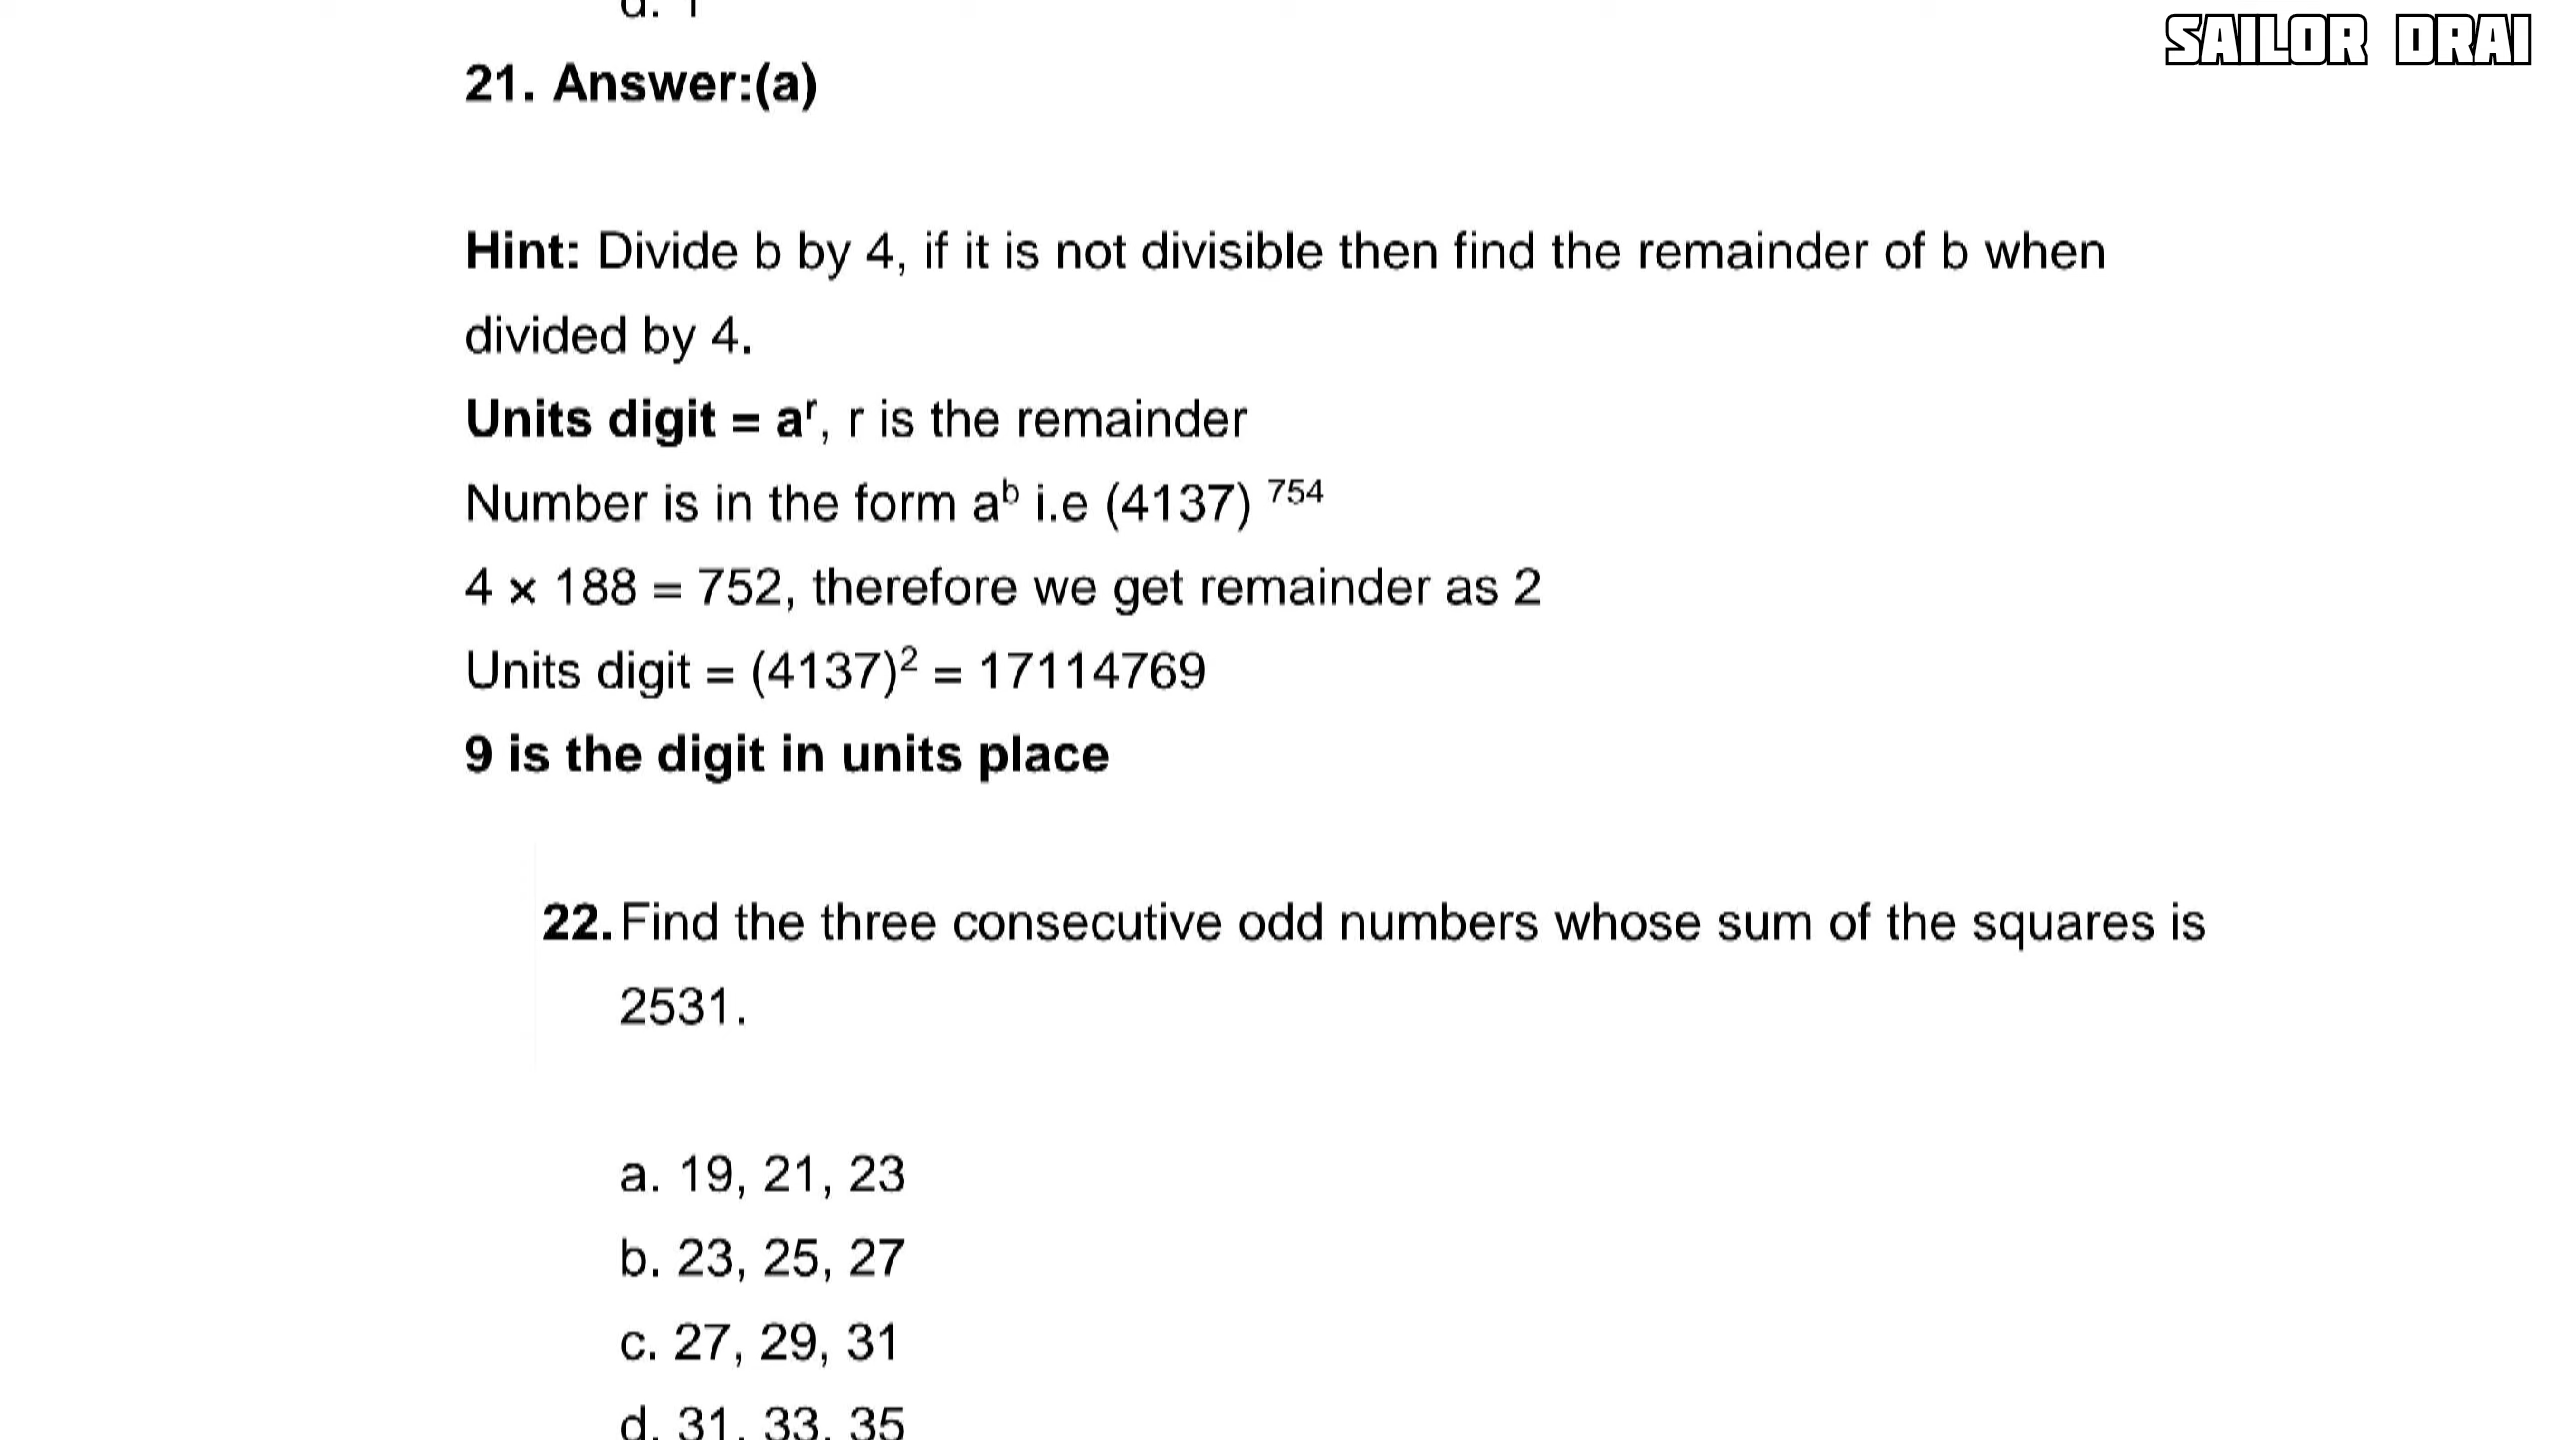 d. 1
SAILOR DRAI
21. Answer:(a)
Hint: Divide b by 4, if it is not divisible then find the remainder of b when
divided by 4.
Units digit = aʳ, r is the remainder
Number is in the form aᵇ i.e (4137) ⁷⁵⁴
4 × 188 = 752, therefore we get remainder as 2
Units digit = (4137)² = 17114769
9 is the digit in units place
22. Find the three consecutive odd numbers whose sum of the squares is
2531.
a. 19, 21, 23
b. 23, 25, 27
c. 27, 29, 31
d. 31, 33, 35